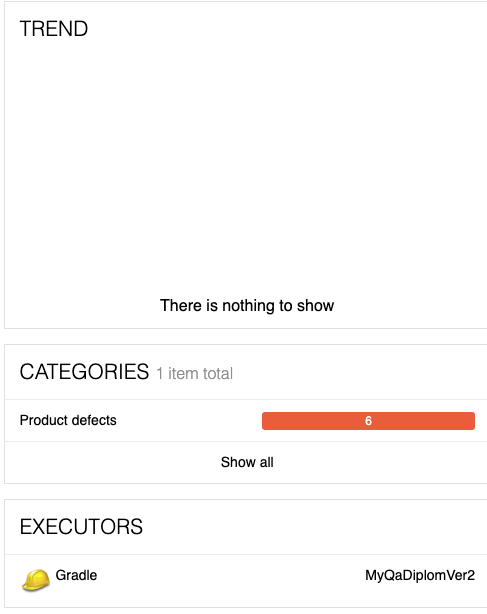 TREND
There is nothing to show
CATEGORIES 1 item total
Product defects 6
Show all
EXECUTORS
Gradle MyQaDiplomVer2